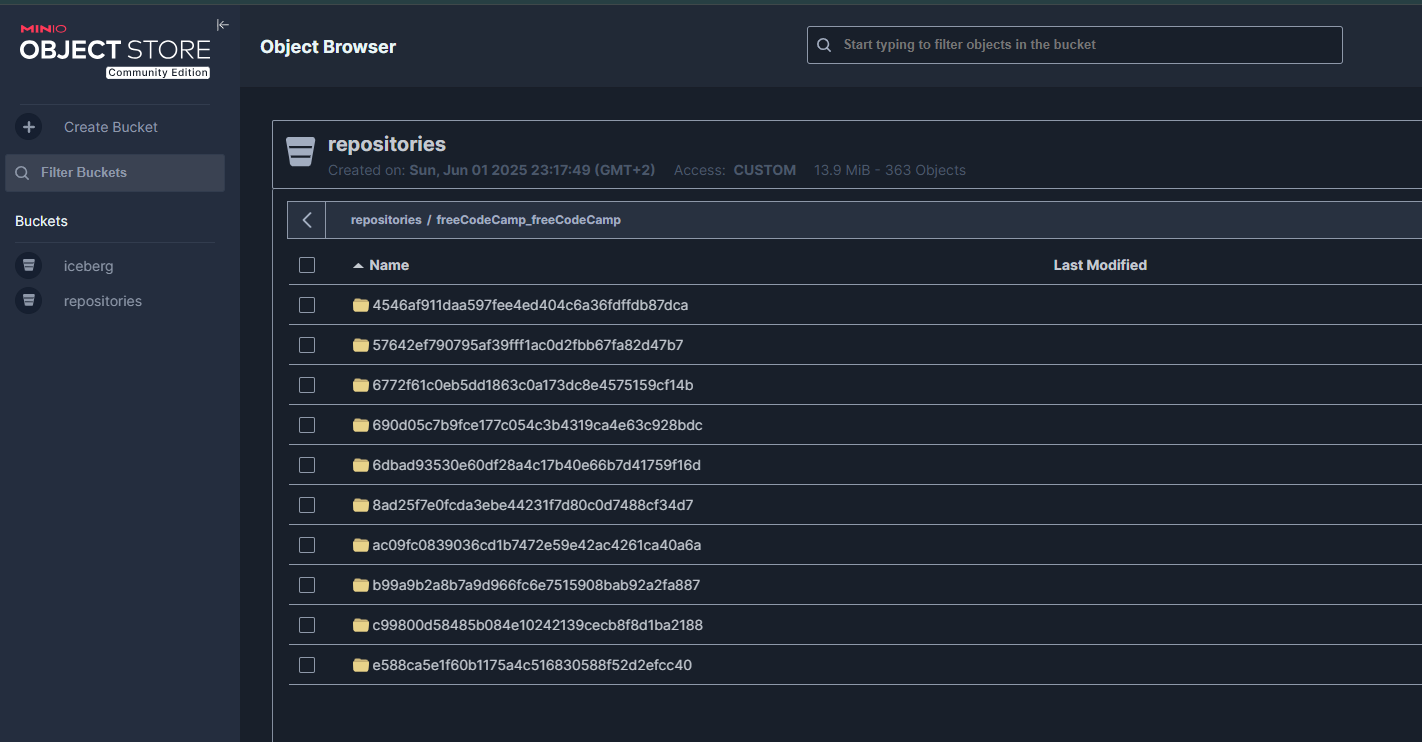 MINIO
OBJECT STORE
Community Edition
Create Bucket
Filter Buckets
Buckets
iceberg
repositories
Object Browser
Start typing to filter objects in the bucket
repositories
Created on: Sun, Jun 01 2025 23:17:49 (GMT+2) Access: CUSTOM 13.9 MiB - 363 Objects
repositories / freeCodeCamp_freeCodeCamp
Name Last Modified
4546af911daa597fee4ed404c6a36fdffdb87dca
57642ef790795af39fff1ac0d2fbb67fa82d47b7
6772f61c0eb5dd1863c0a173dc8e4575159cf14b
690d05c7b9fce177c054c3b4319ca4e63c928bdc
6dbad93530e60df28a4c17b40e66b7d41759f16d
8ad25f7e0fcda3ebe44231f7d80c0d7488cf34d7
ac09fc0839036cd1b7472e59e42ac4261ca40a6a
b99a9b2a8b7a9d966fc6e7515908bab92a2fa887
c99800d58485b084e10242139cecb8f8d1ba2188
e588ca5e1f60b1175a4c516830588f52d2efcc40